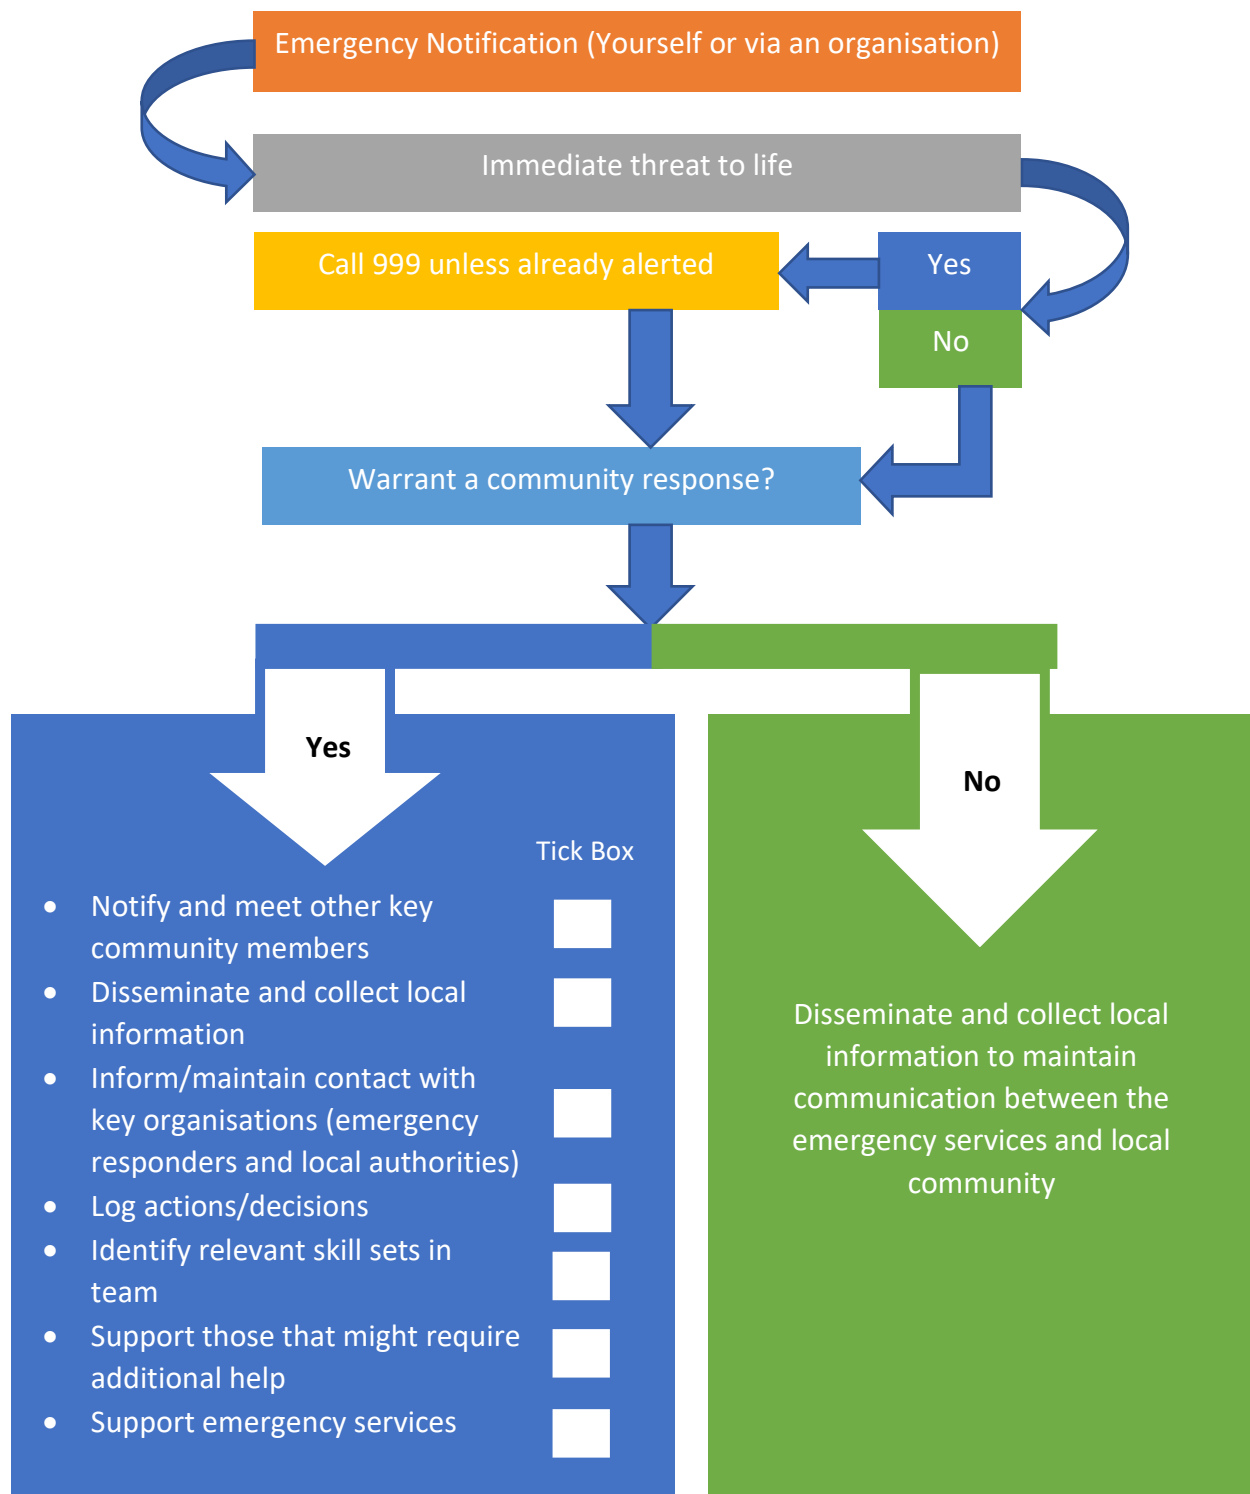 Emergency Notification (Yourself or via an organisation)
Immediate threat to life
Call 999 unless already alerted
Yes
No
Warrant a community response?
Yes
Tick Box
• Notify and meet other key
community members
• Disseminate and collect local
information
• Inform/maintain contact with
key organisations (emergency
responders and local authorities)
• Log actions/decisions
• Identify relevant skill sets in
team
• Support those that might require
additional help
• Support emergency services
No
Disseminate and collect local
information to maintain
communication between the
emergency services and local
community